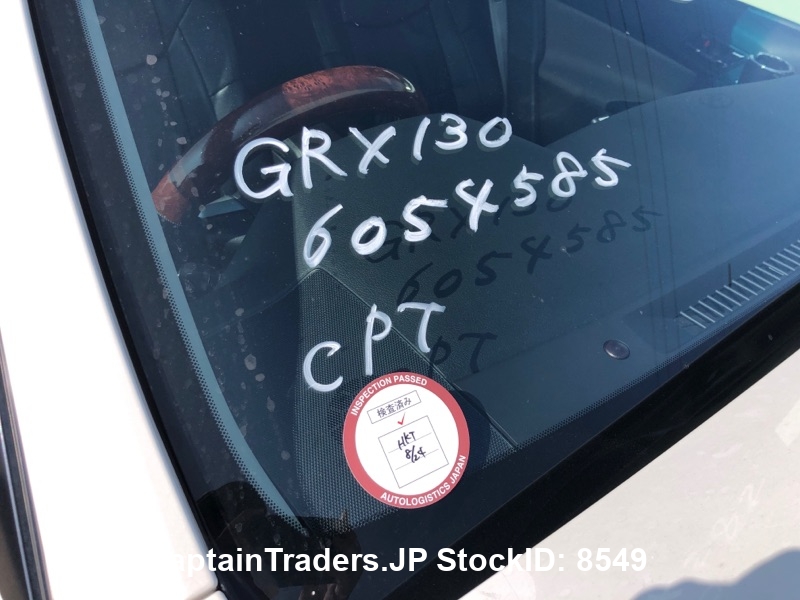 GRX130
6054585
CPT
INSPECTION PASSED
検査済み
HKT
8/24
AUTOLOGISTICS JAPAN
ptainTraders.JP StockID: 8549